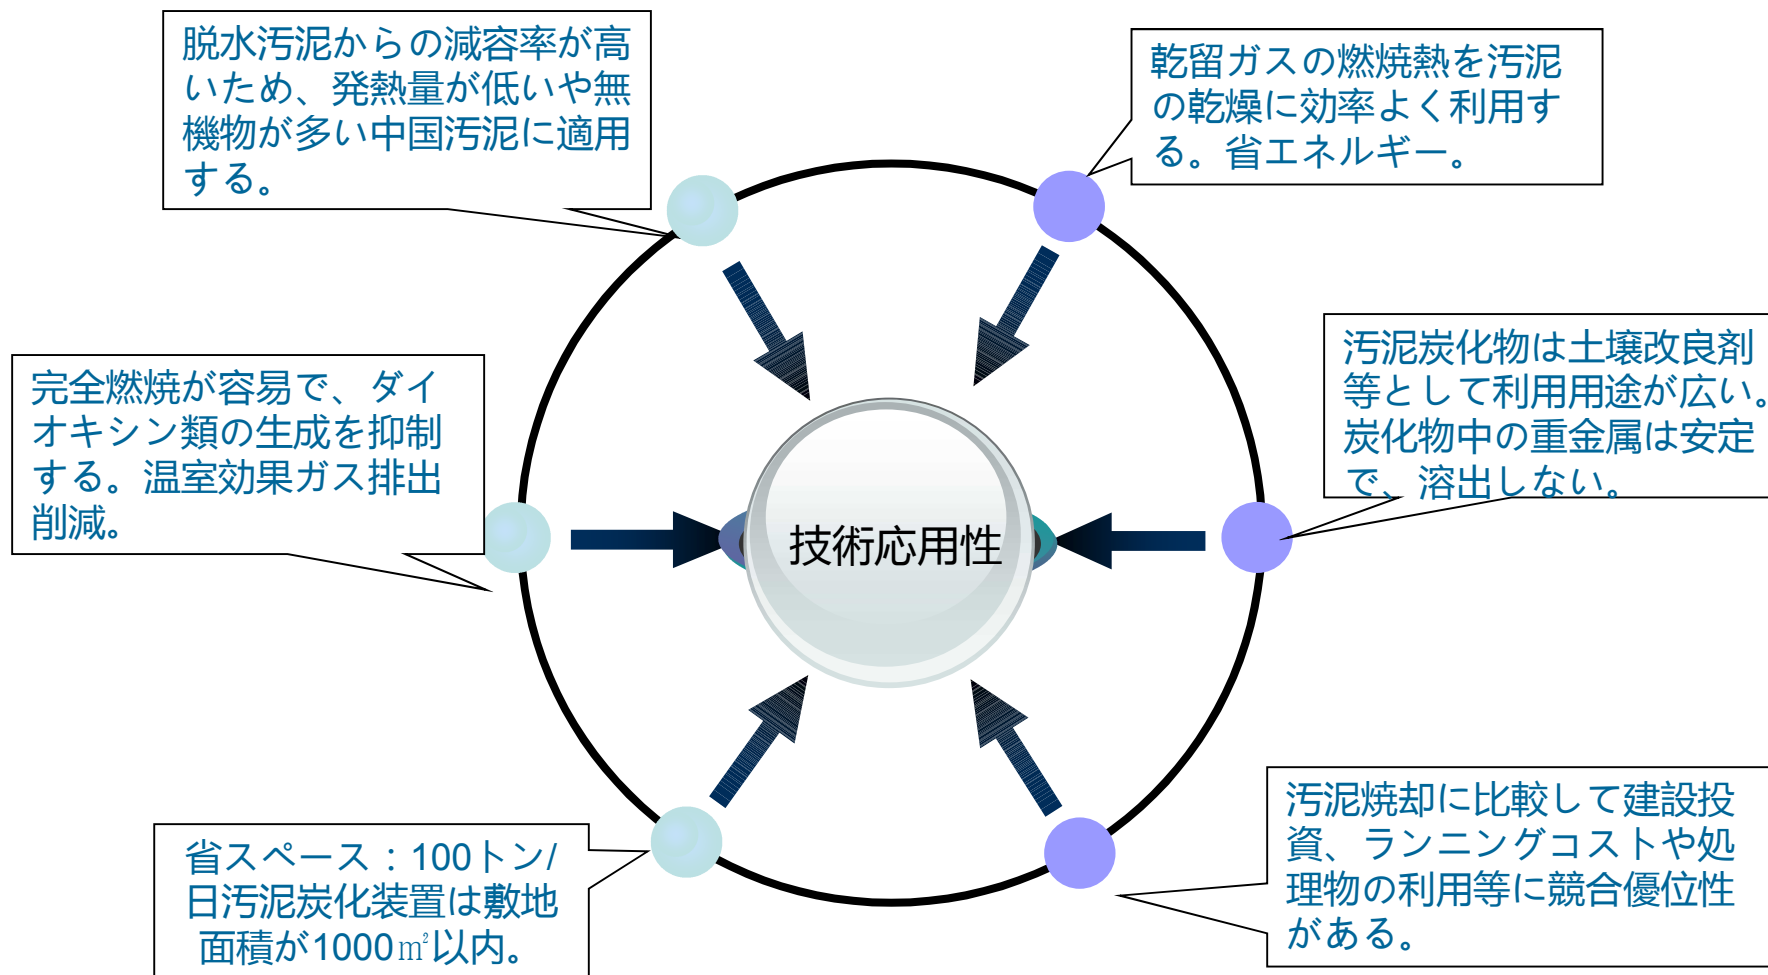 脱水汚泥からの減容率が高
いため、発熱量が低いや無
機物が多い中国汚泥に適用
する。
乾留ガスの燃焼熱を汚泥
の乾燥に効率よく利用す
る。省エネルギー。
完全燃焼が容易で、ダイ
オキシン類の生成を抑制
する。温室効果ガス排出
削減。
汚泥炭化物は土壌改良剤
等として利用用途が広い。
炭化物中の重金属は安定
で、溶出しない。
技術応用性
省スペース：100トン/
日汚泥炭化装置は敷地
面積が1000㎡以内。
汚泥焼却に比較して建設投
資、ランニングコストや処
理物の利用等に競合優位性
がある。